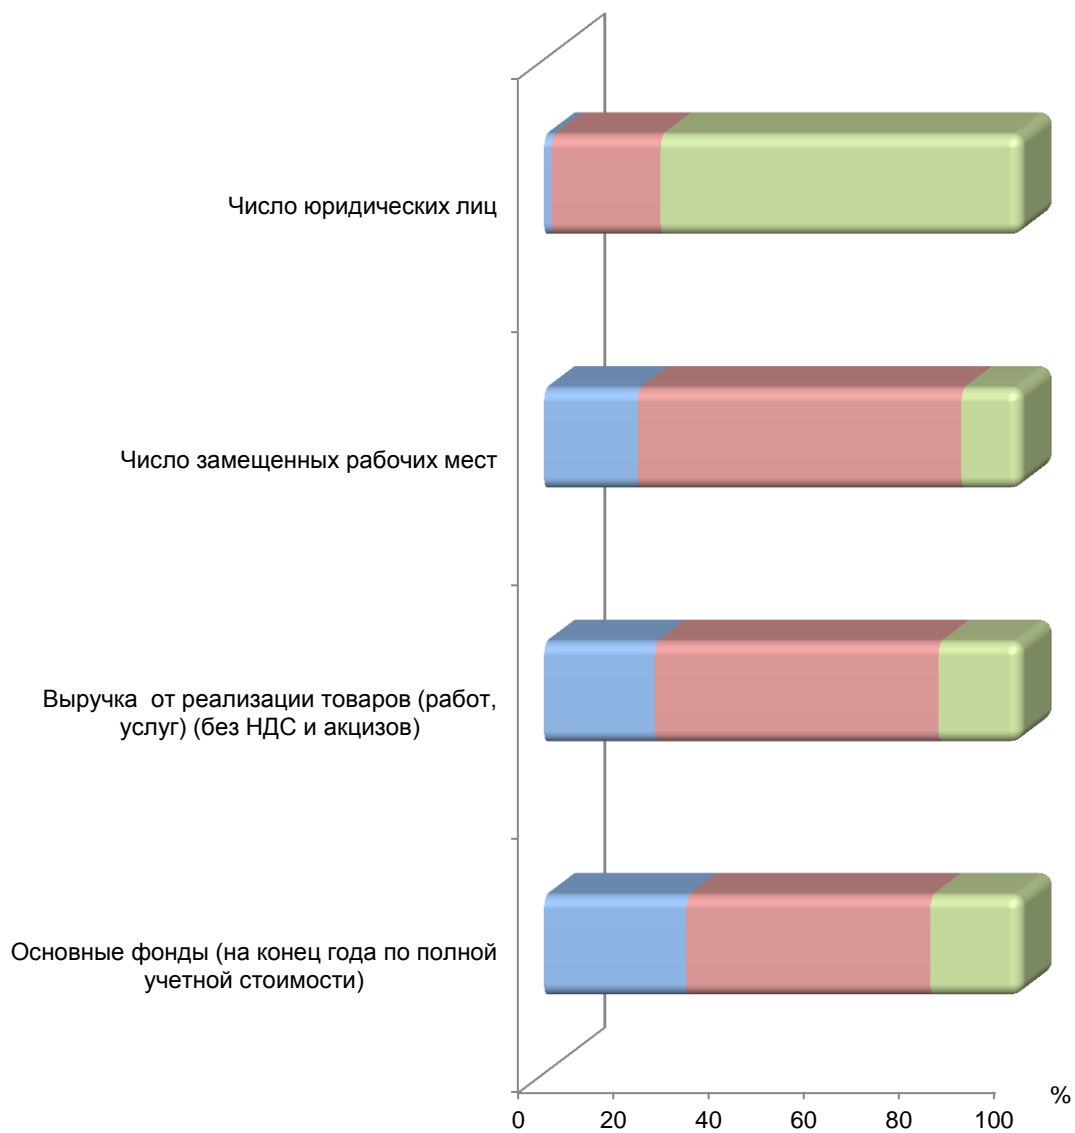 Число юридических лиц
Число замещенных рабочих мест
Выручка  от реализации товаров (работ,
услуг) (без НДС и акцизов)
Основные фонды (на конец года по полной
учетной стоимости)
%
0 20 40 60 80 100